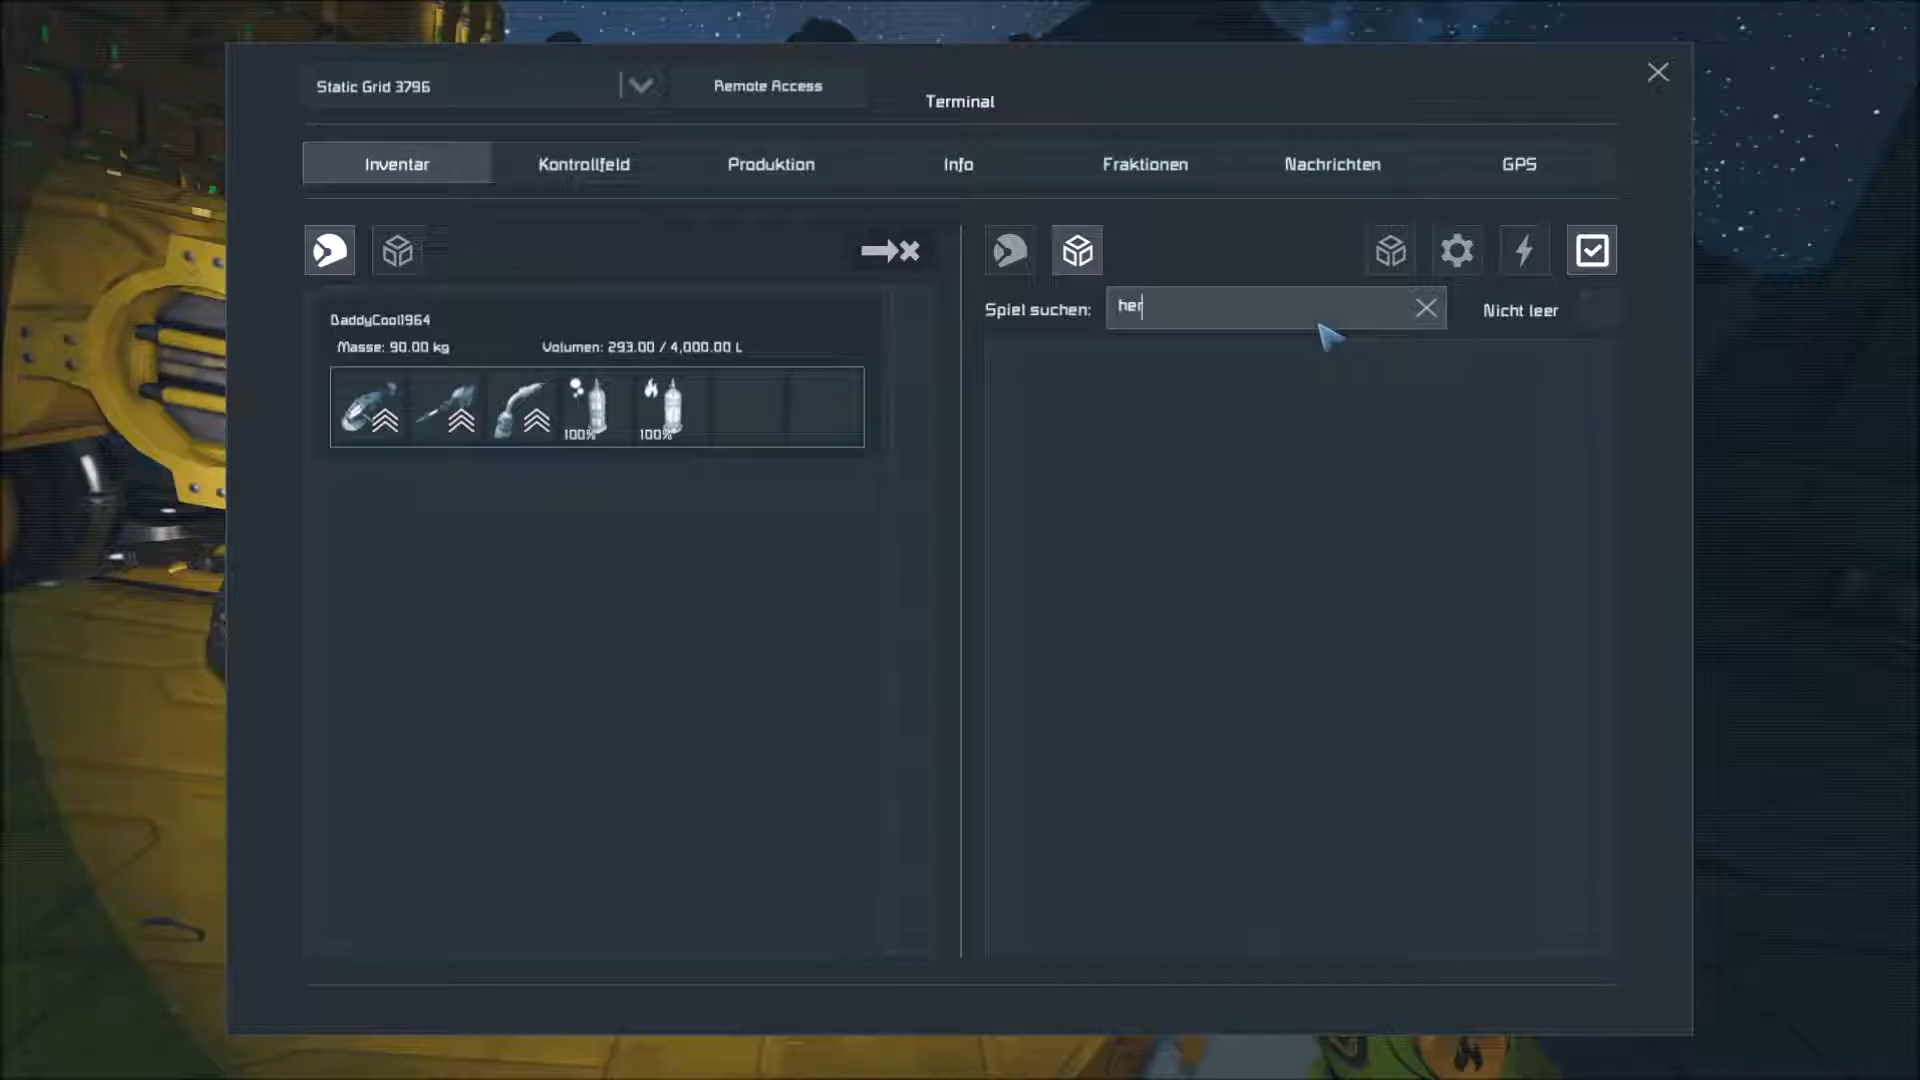 Static Grid 3796
Remote Access
Terminal
Inventar
Kontrollfeld
Produktion
Info
Fraktionen
Nachrichten
GPS
Spiel suchen:
her
Nicht leer
DaddyCool1964
Masse: 90.00 kg
Volumen: 293.00 / 4,000.00 L
100%
100%